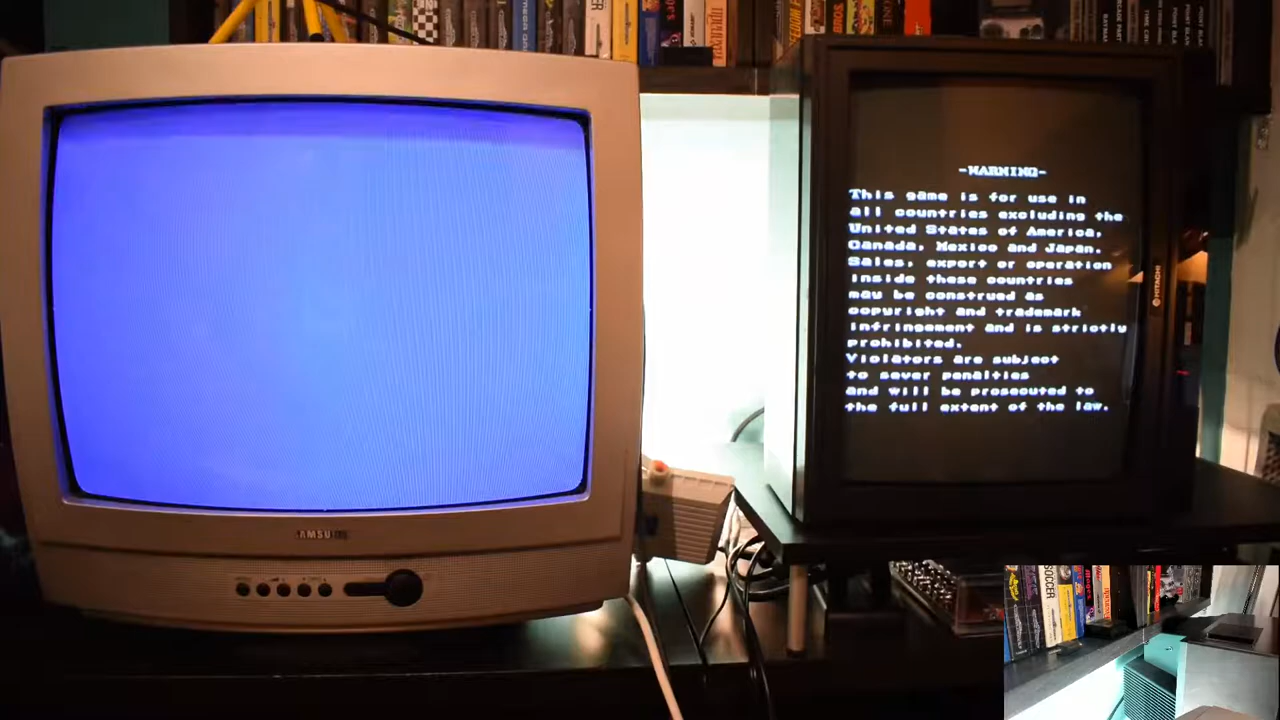 -WARNING-
This game is for use in
all countries excluding the
United States of America,
Canada, Mexico and Japan.
Sales, export or operation
inside these countries
may be construed as
copyright and trademark
infringement and is strictly
prohibited.
Violators are subject
to sever penalties
and will be prosecuted to
the full extent of the law.
HITACHI
SOCCER